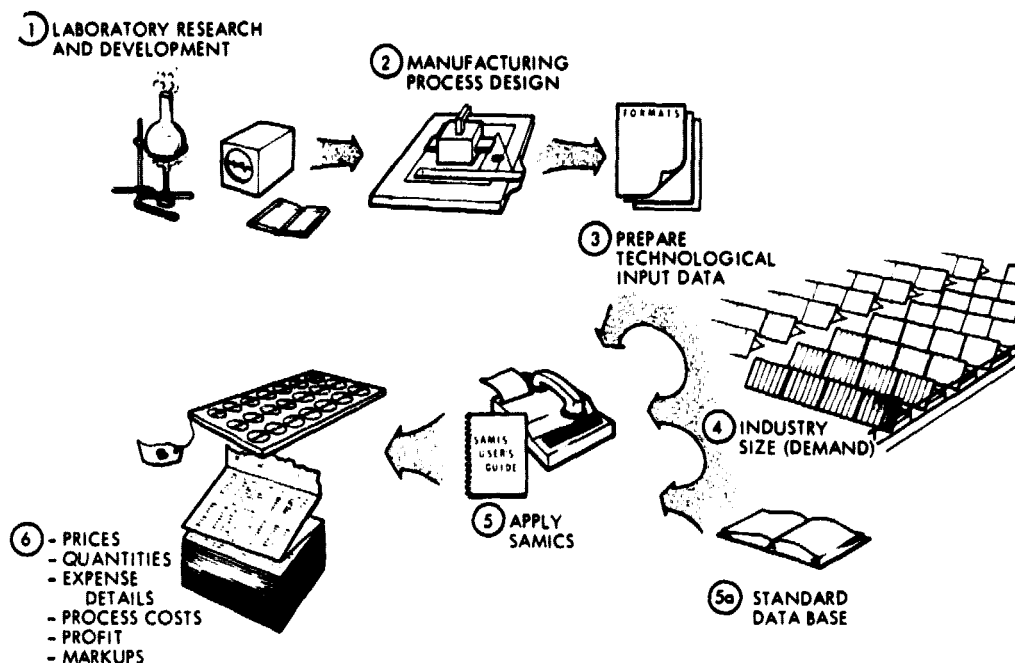 1 LABORATORY RESEARCH
AND DEVELOPMENT
2 MANUFACTURING
PROCESS DESIGN
FORMATS
3 PREPARE
TECHNOLOGICAL
INPUT DATA
4 INDUSTRY
SIZE (DEMAND)
SAMIS
USER'S
GUIDE
5 APPLY
SAMICS
5a STANDARD
DATA BASE
6 - PRICES
- QUANTITIES
- EXPENSE
DETAILS
- PROCESS COSTS
- PROFIT
- MARKUPS